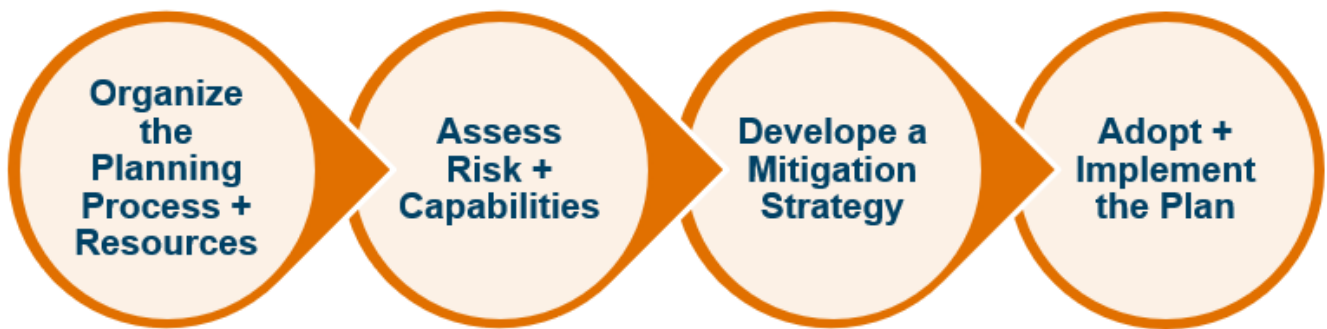 Organize
the
Planning
Process +
Resources
Assess
Risk +
Capabilities
Develope a
Mitigation
Strategy
Adopt +
Implement
the Plan